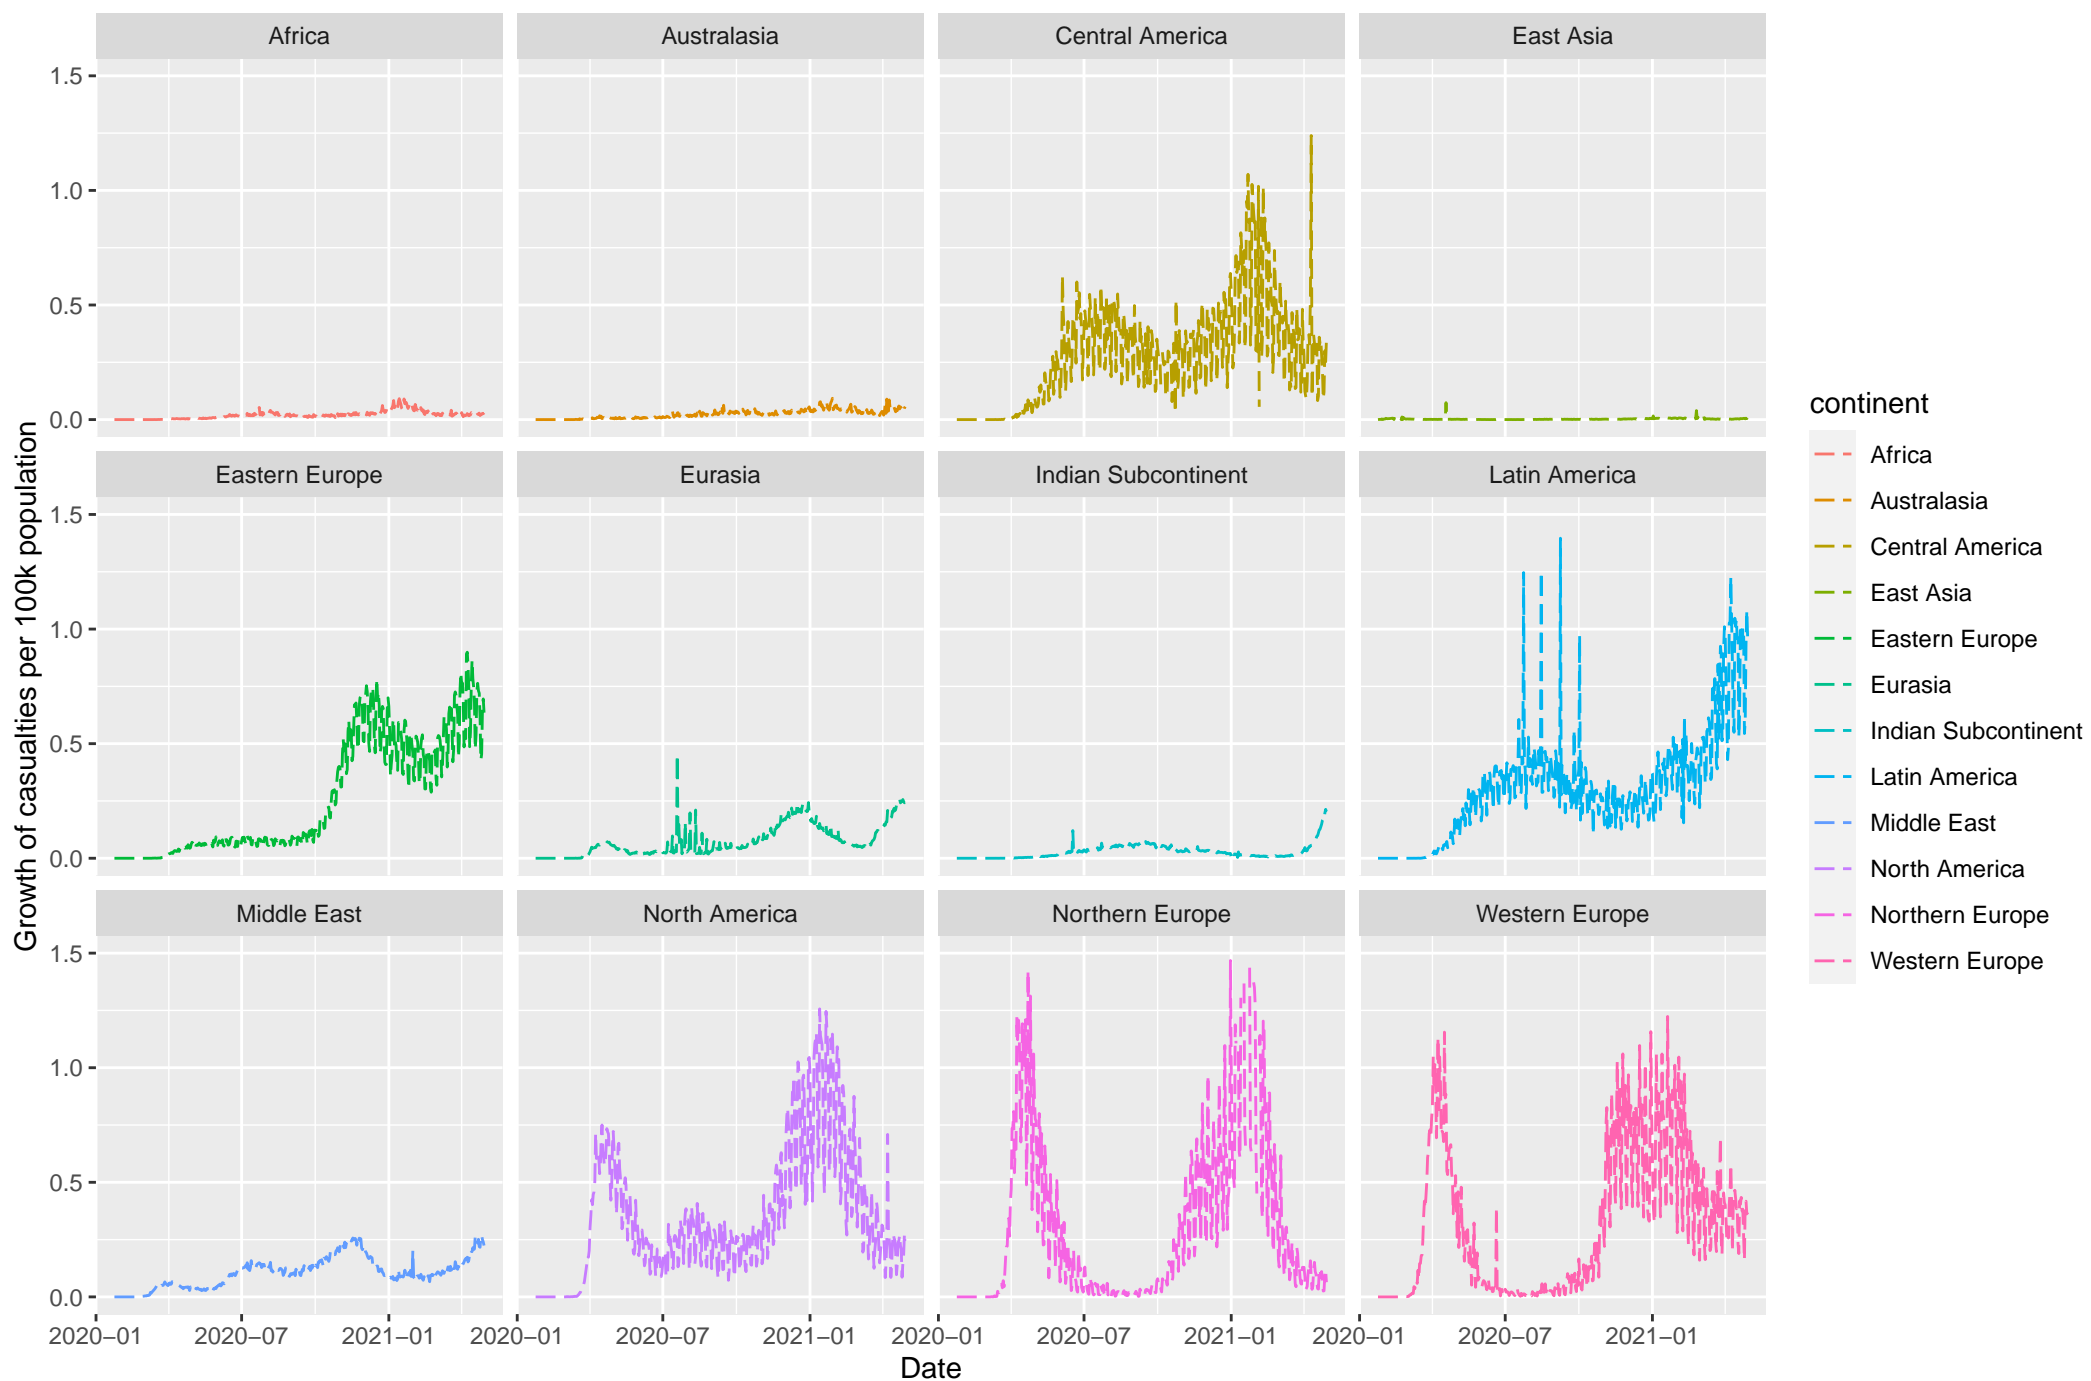 Africa
Australasia
Central America
East Asia
1.5
1.0
0.5
0.0
Eastern Europe
Eurasia
Indian Subcontinent
Latin America
1.5
1.0
0.5
0.0
Middle East
North America
Northern Europe
Western Europe
1.5
1.0
0.5
0.0
2020−01 2020−07 2021−01
2020−01 2020−07 2021−01
2020−01 2020−07 2021−01
2020−01 2020−07 2021−01
Date
Growth of casualties per 100k population
continent
Africa
Australasia
Central America
East Asia
Eastern Europe
Eurasia
Indian Subcontinent
Latin America
Middle East
North America
Northern Europe
Western Europe